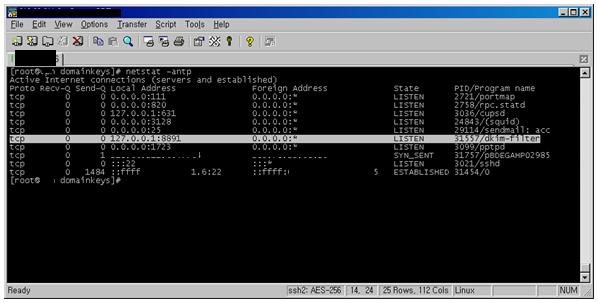 File Edit View Options Transfer Script Tools Help
[root@ domainkeys]# netstat -antp
Active Internet connections (servers and established)
Proto Recv-Q Send-Q Local Address Foreign Address State PID/Program name
tcp 0 0 0.0.0.0:111 0.0.0.0:* LISTEN 2721/portmap
tcp 0 0 0.0.0.0:820 0.0.0.0:* LISTEN 2758/rpc.statd
tcp 0 0 127.0.0.1:631 0.0.0.0:* LISTEN 3036/cupsd
tcp 0 0 0.0.0.0:3128 0.0.0.0:* LISTEN 24843/(squid)
tcp 0 0 0.0.0.0:25 0.0.0.0:* LISTEN 29114/sendmail: acc
tcp 0 0 127.0.0.1:8891 0.0.0.0:* LISTEN 31557/dkim-filter
tcp 0 0 0.0.0.0:1723 0.0.0.0:* LISTEN 3099/pptpd
tcp 0 1 SYN_SENT 31757/pBDEGAHP02985
tcp 0 0 :::22 :::* LISTEN 3021/sshd
tcp 0 1484 ::ffff 1.6:22 ::ffff: 5 ESTABLISHED 31454/0
[root@ domainkeys]#
Ready ssh2: AES-256 14, 24 25 Rows, 112 Cols Linux NUM